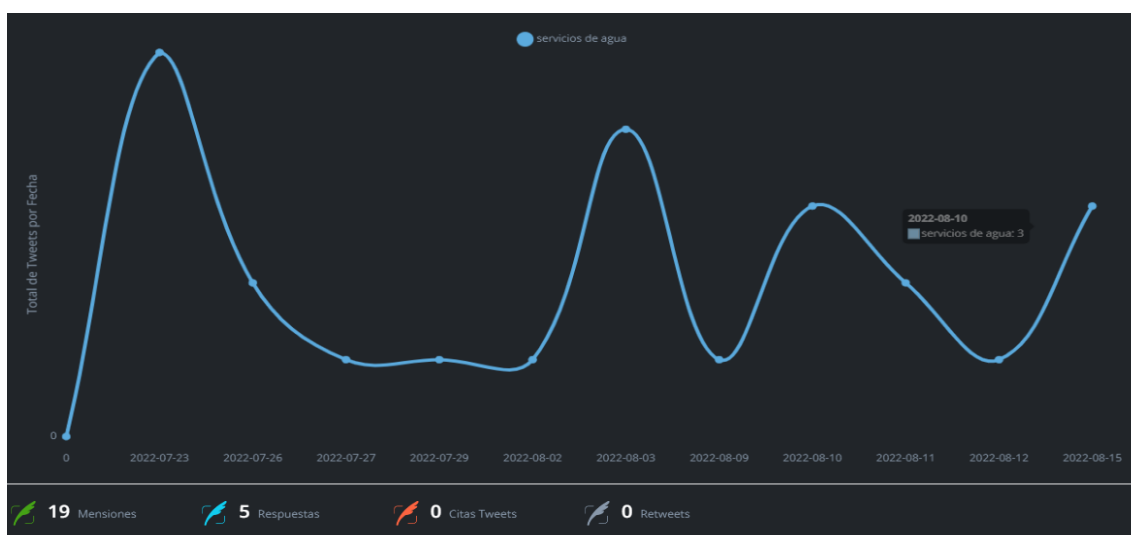 servicios de agua
Total de Tweets por Fecha
2022-08-10
servicios de agua: 3
0
0 2022-07-23 2022-07-26 2022-07-27 2022-07-29 2022-08-02 2022-08-03 2022-08-09 2022-08-10 2022-08-11 2022-08-12 2022-08-15
19 Mensiones 5 Respuestas 0 Citas Tweets 0 Retweets